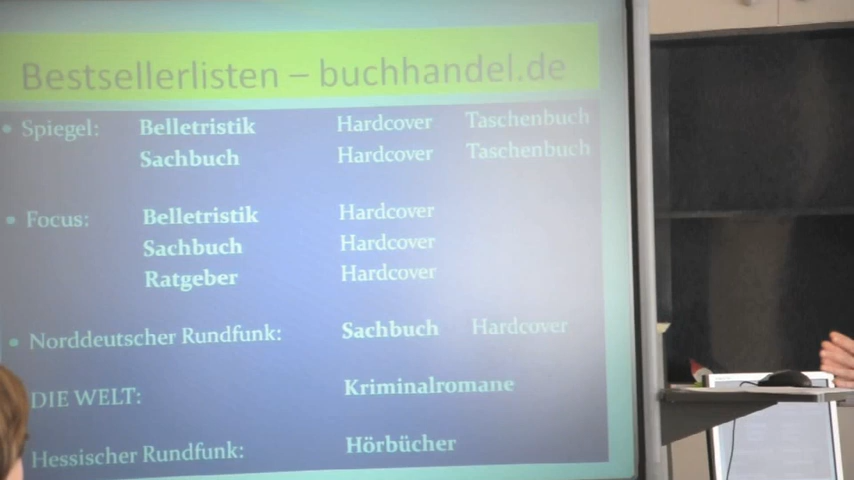 Bestsellerlisten – buchhandel.de
• Spiegel: Belletristik Hardcover Taschenbuch
Sachbuch Hardcover Taschenbuch
• Focus: Belletristik Hardcover
Sachbuch Hardcover
Ratgeber Hardcover
• Norddeutscher Rundfunk: Sachbuch Hardcover
DIE WELT: Kriminalromane
Hessischer Rundfunk: Hörbücher